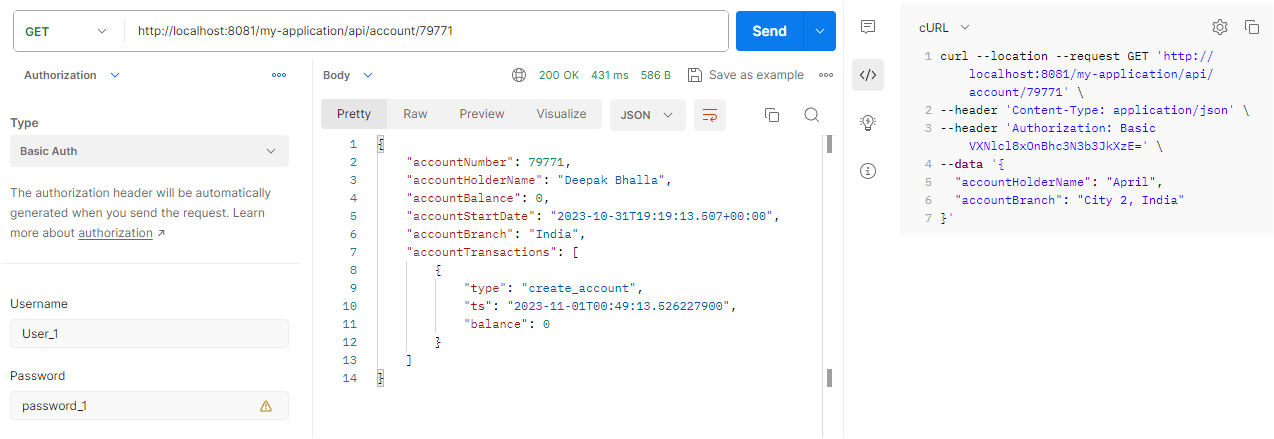 GET
http://localhost:8081/my-application/api/account/79771
Send
Authorization
Type
Basic Auth
The authorization header will be automatically
generated when you send the request. Learn
more about authorization ↗
Username
User_1
Password
password_1
Body
200 OK 431 ms 586 B Save as example
Pretty Raw Preview Visualize JSON
1 {
2 "accountNumber": 79771,
3 "accountHolderName": "Deepak Bhalla",
4 "accountBalance": 0,
5 "accountStartDate": "2023-10-31T19:19:13.507+00:00",
6 "accountBranch": "India",
7 "accountTransactions": [
8 {
9 "type": "create_account",
10 "ts": "2023-11-01T00:49:13.526227900",
11 "balance": 0
12 }
13 ]
14 }
cURL
1 curl --location --request GET 'http://
localhost:8081/my-application/api/
account/79771' \
2 --header 'Content-Type: application/json' \
3 --header 'Authorization: Basic
VXNlcl8xOnBhc3N3b3JkXzE=' \
4 --data '{
5 "accountHolderName": "April",
6 "accountBranch": "City 2, India"
7 }'